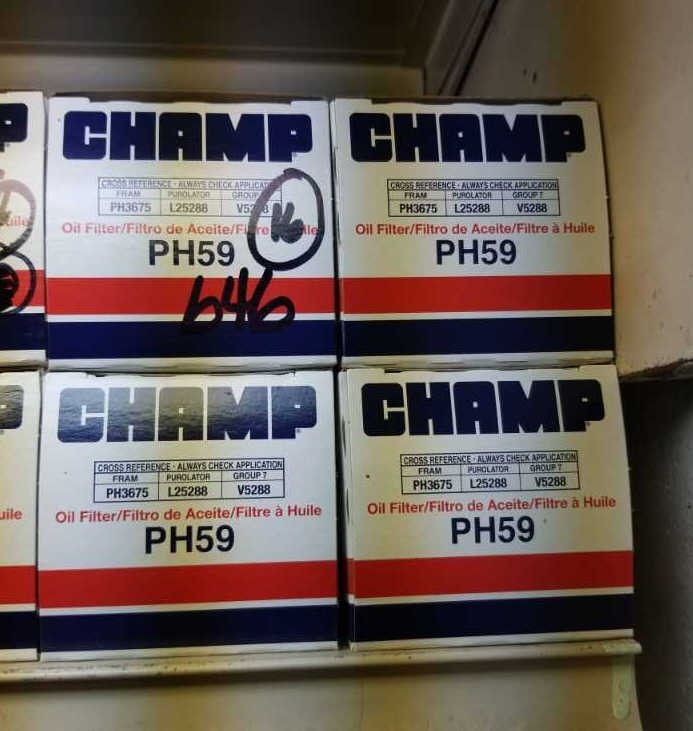 P
CHAMP
CROSS REFERENCE - ALWAYS CHECK
FRAM PUROLATOR GROUP 7
PH3675 L25288
16
Oil Filter/Filtro de Aceite/Filtre à
PH59
646
CHAMP
CROSS REFERENCE - ALWAYS CHECK APPLICATION
FRAM PUROLATOR GROUP 7
PH3675 L25288 V5288
Oil Filter/Filtro de Aceite/Filtre à Huile
PH59
uile
CHAMP
CROSS REFERENCE - ALWAYS CHECK APPLICATION
FRAM PUROLATOR GROUP 7
PH3675 L25288 V5288
Oil Filter/Filtro de Aceite/Filtre à Huile
PH59
CHAMP
CROSS REFERENCE - ALWAYS CHECK APPLICATION
FRAM PUROLATOR GROUP 7
PH3675 L25288 V5288
Oil Filter/Filtro de Aceite/Filtre à Huile
PH59